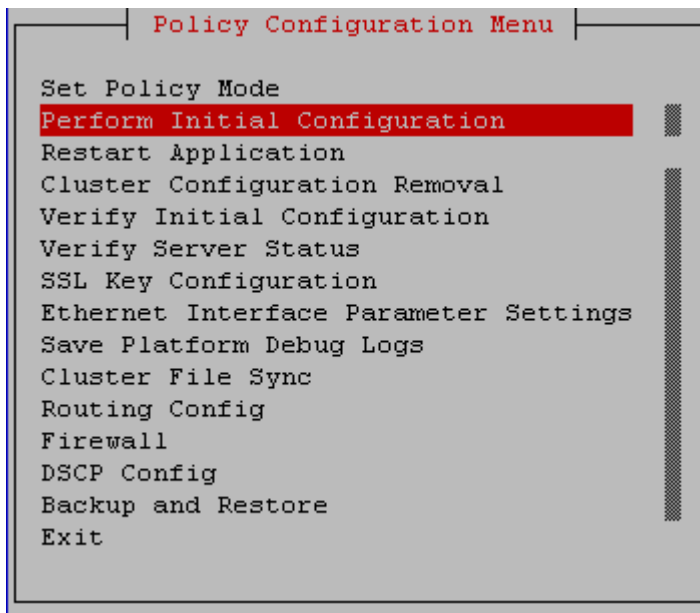 Policy Configuration Menu
Set Policy Mode
Perform Initial Configuration
Restart Application
Cluster Configuration Removal
Verify Initial Configuration
Verify Server Status
SSL Key Configuration
Ethernet Interface Parameter Settings
Save Platform Debug Logs
Cluster File Sync
Routing Config
Firewall
DSCP Config
Backup and Restore
Exit